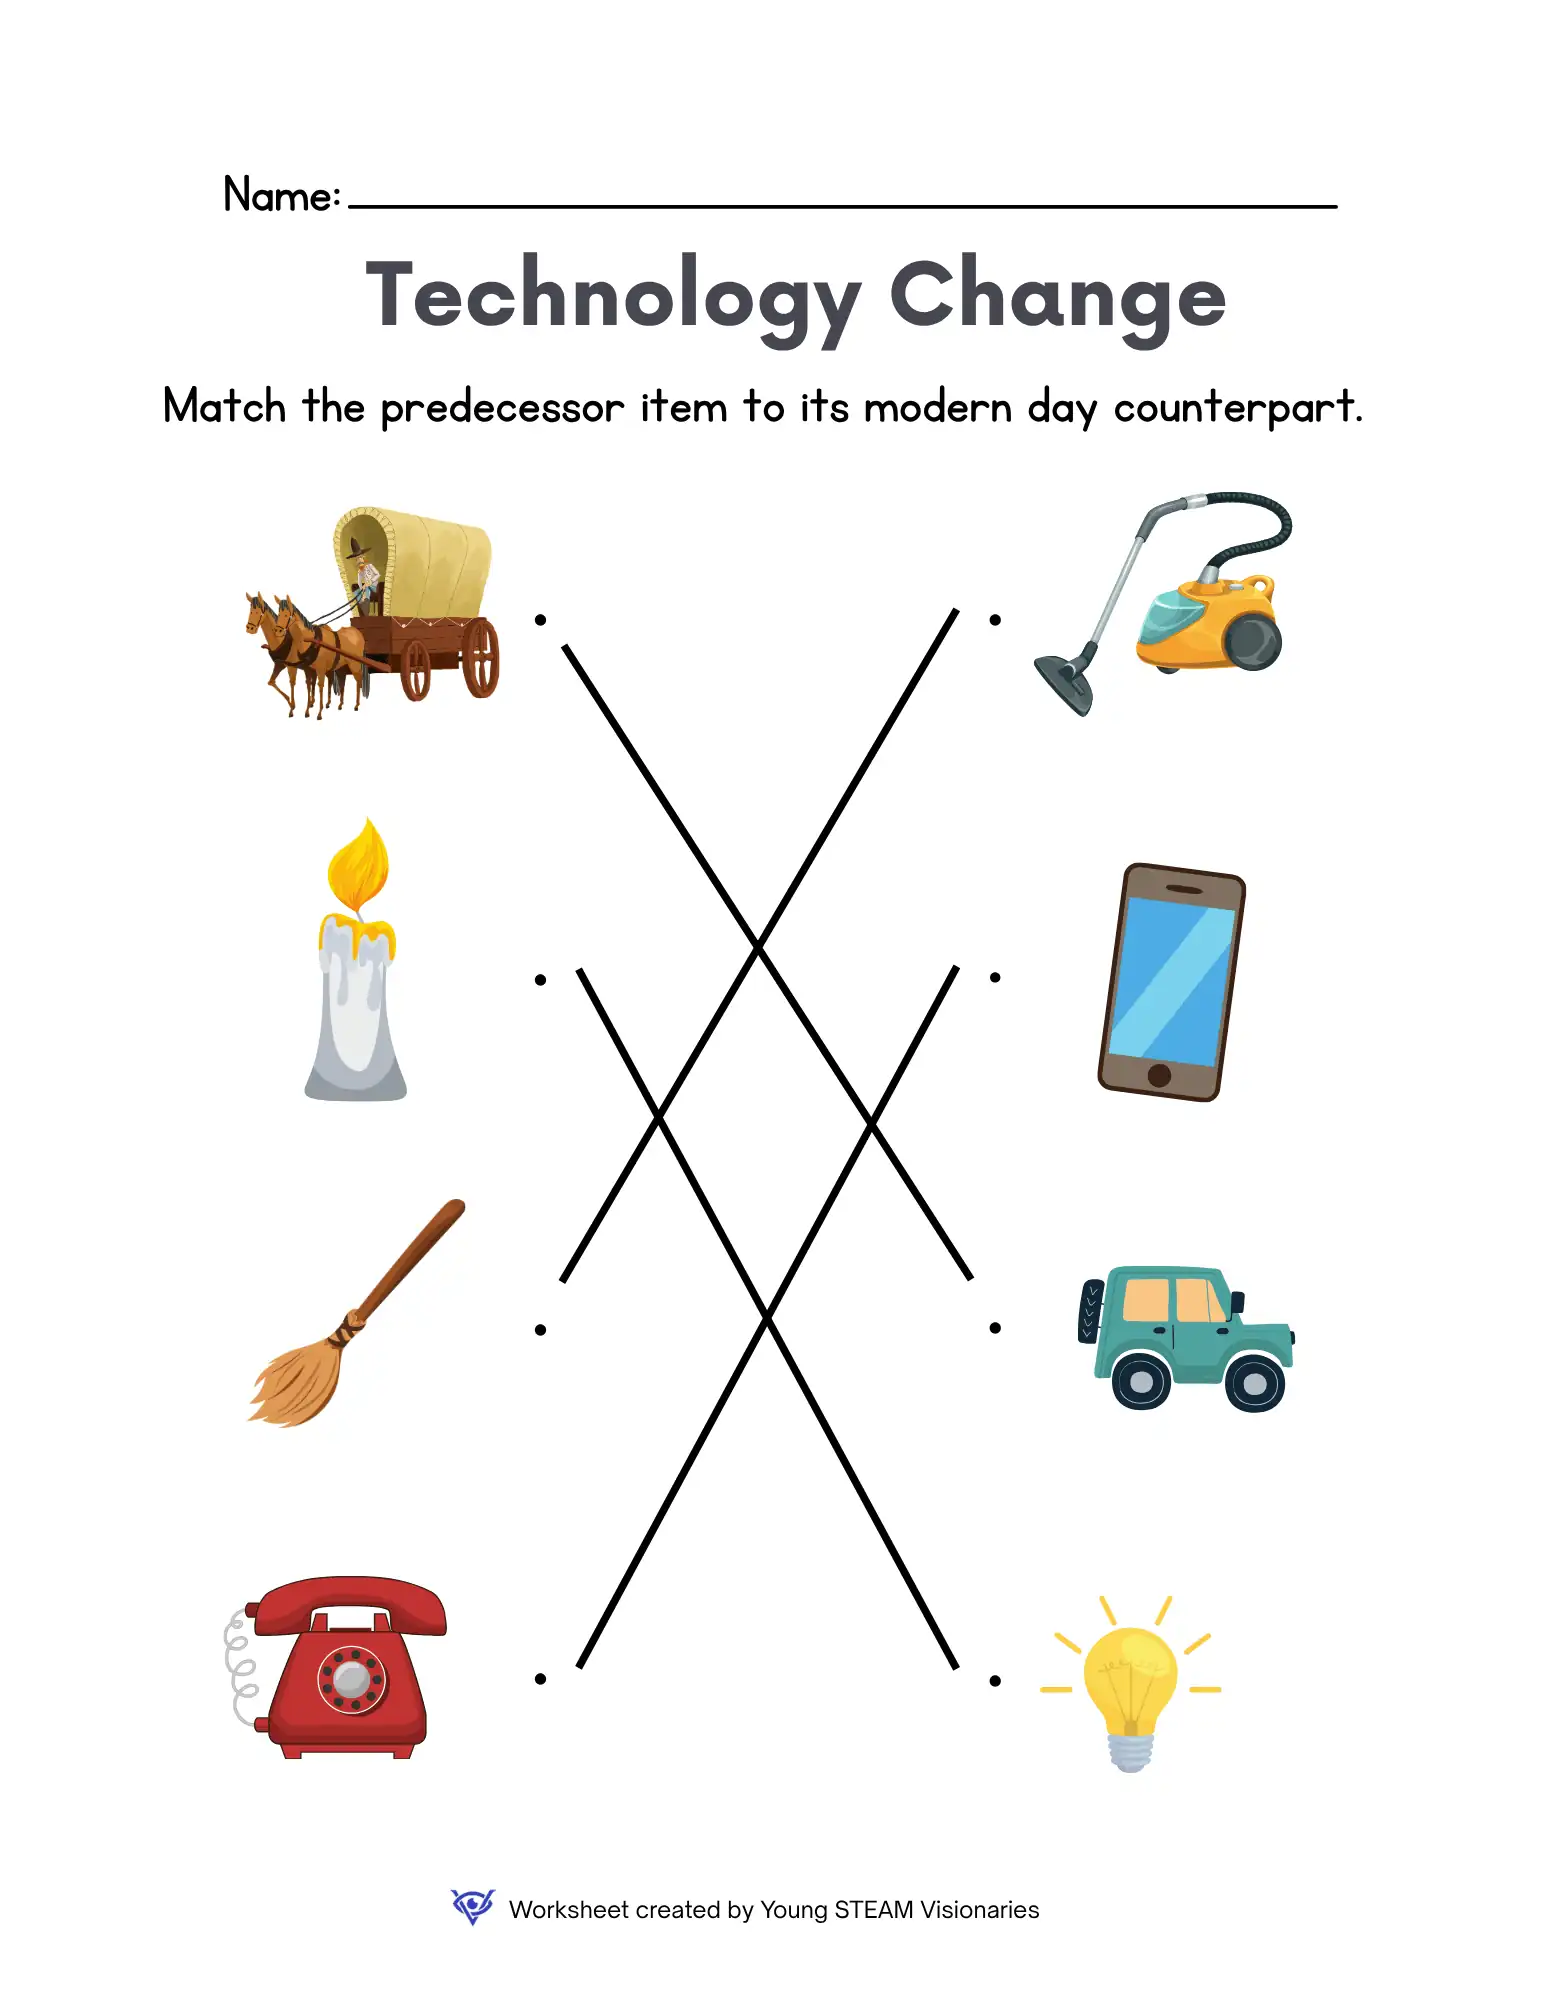 Name:
Technology Change
Match the predecessor item to its modern day counterpart.
Worksheet created by Young STEAM Visionaries